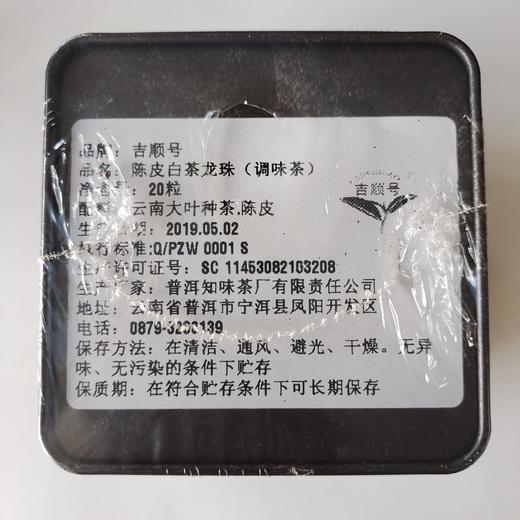 品牌：吉顺号
品名：陈皮白茶龙珠（调味茶）
净含量：20粒
吉顺号
配料：云南大叶种茶.陈皮
生产日期：2019.05.02
执行标准:Q/PZW 0001 S
生产许可证号：SC 11453082103208
生产厂家：普洱知味茶厂有限责任公司
地址：云南省普洱市宁洱县凤阳开发区
电话：0879-3200139
保存方法：在清洁、通风、避光、干燥。无异
味、无污染的条件下贮存
保质期：在符合贮存条件下可长期保存